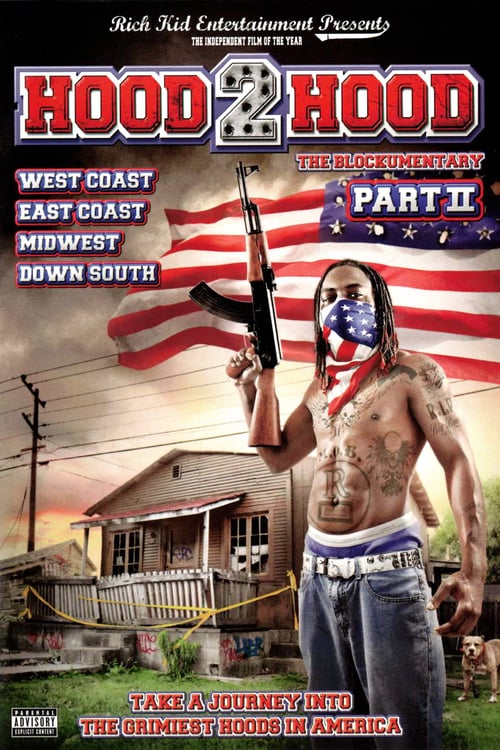 Rich Kid Entertainment Presents
THE INDEPENDENT FILM OF THE YEAR
HOOD 2 HOOD
THE BLOCKUMENTARY
PART II
WEST COAST
EAST COAST
MIDWEST
DOWN SOUTH
TAKE A JOURNEY INTO
THE GRIMIEST HOODS IN AMERICA
PARENTAL
ADVISORY
EXPLICIT CONTENT
R.I.P
R